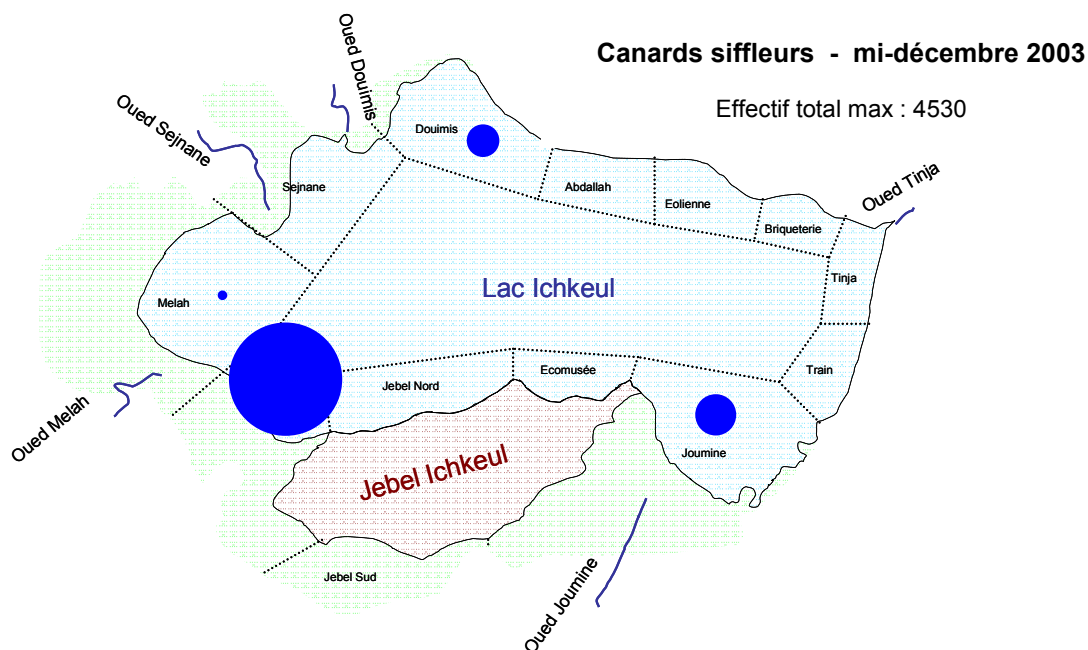 Canards siffleurs - mi-décembre 2003
Effectif total max : 4530
Oued Douimis
Oued Sejnane
Douimis
Sejnane
Abdallah
Eolienne
Oued Tinja
Briqueterie
Tinja
Lac Ichkeul
Melah
Train
Ecomusée
Jebel Nord
Oued Melah
Joumine
Jebel Ichkeul
Jebel Sud
Oued Joumine